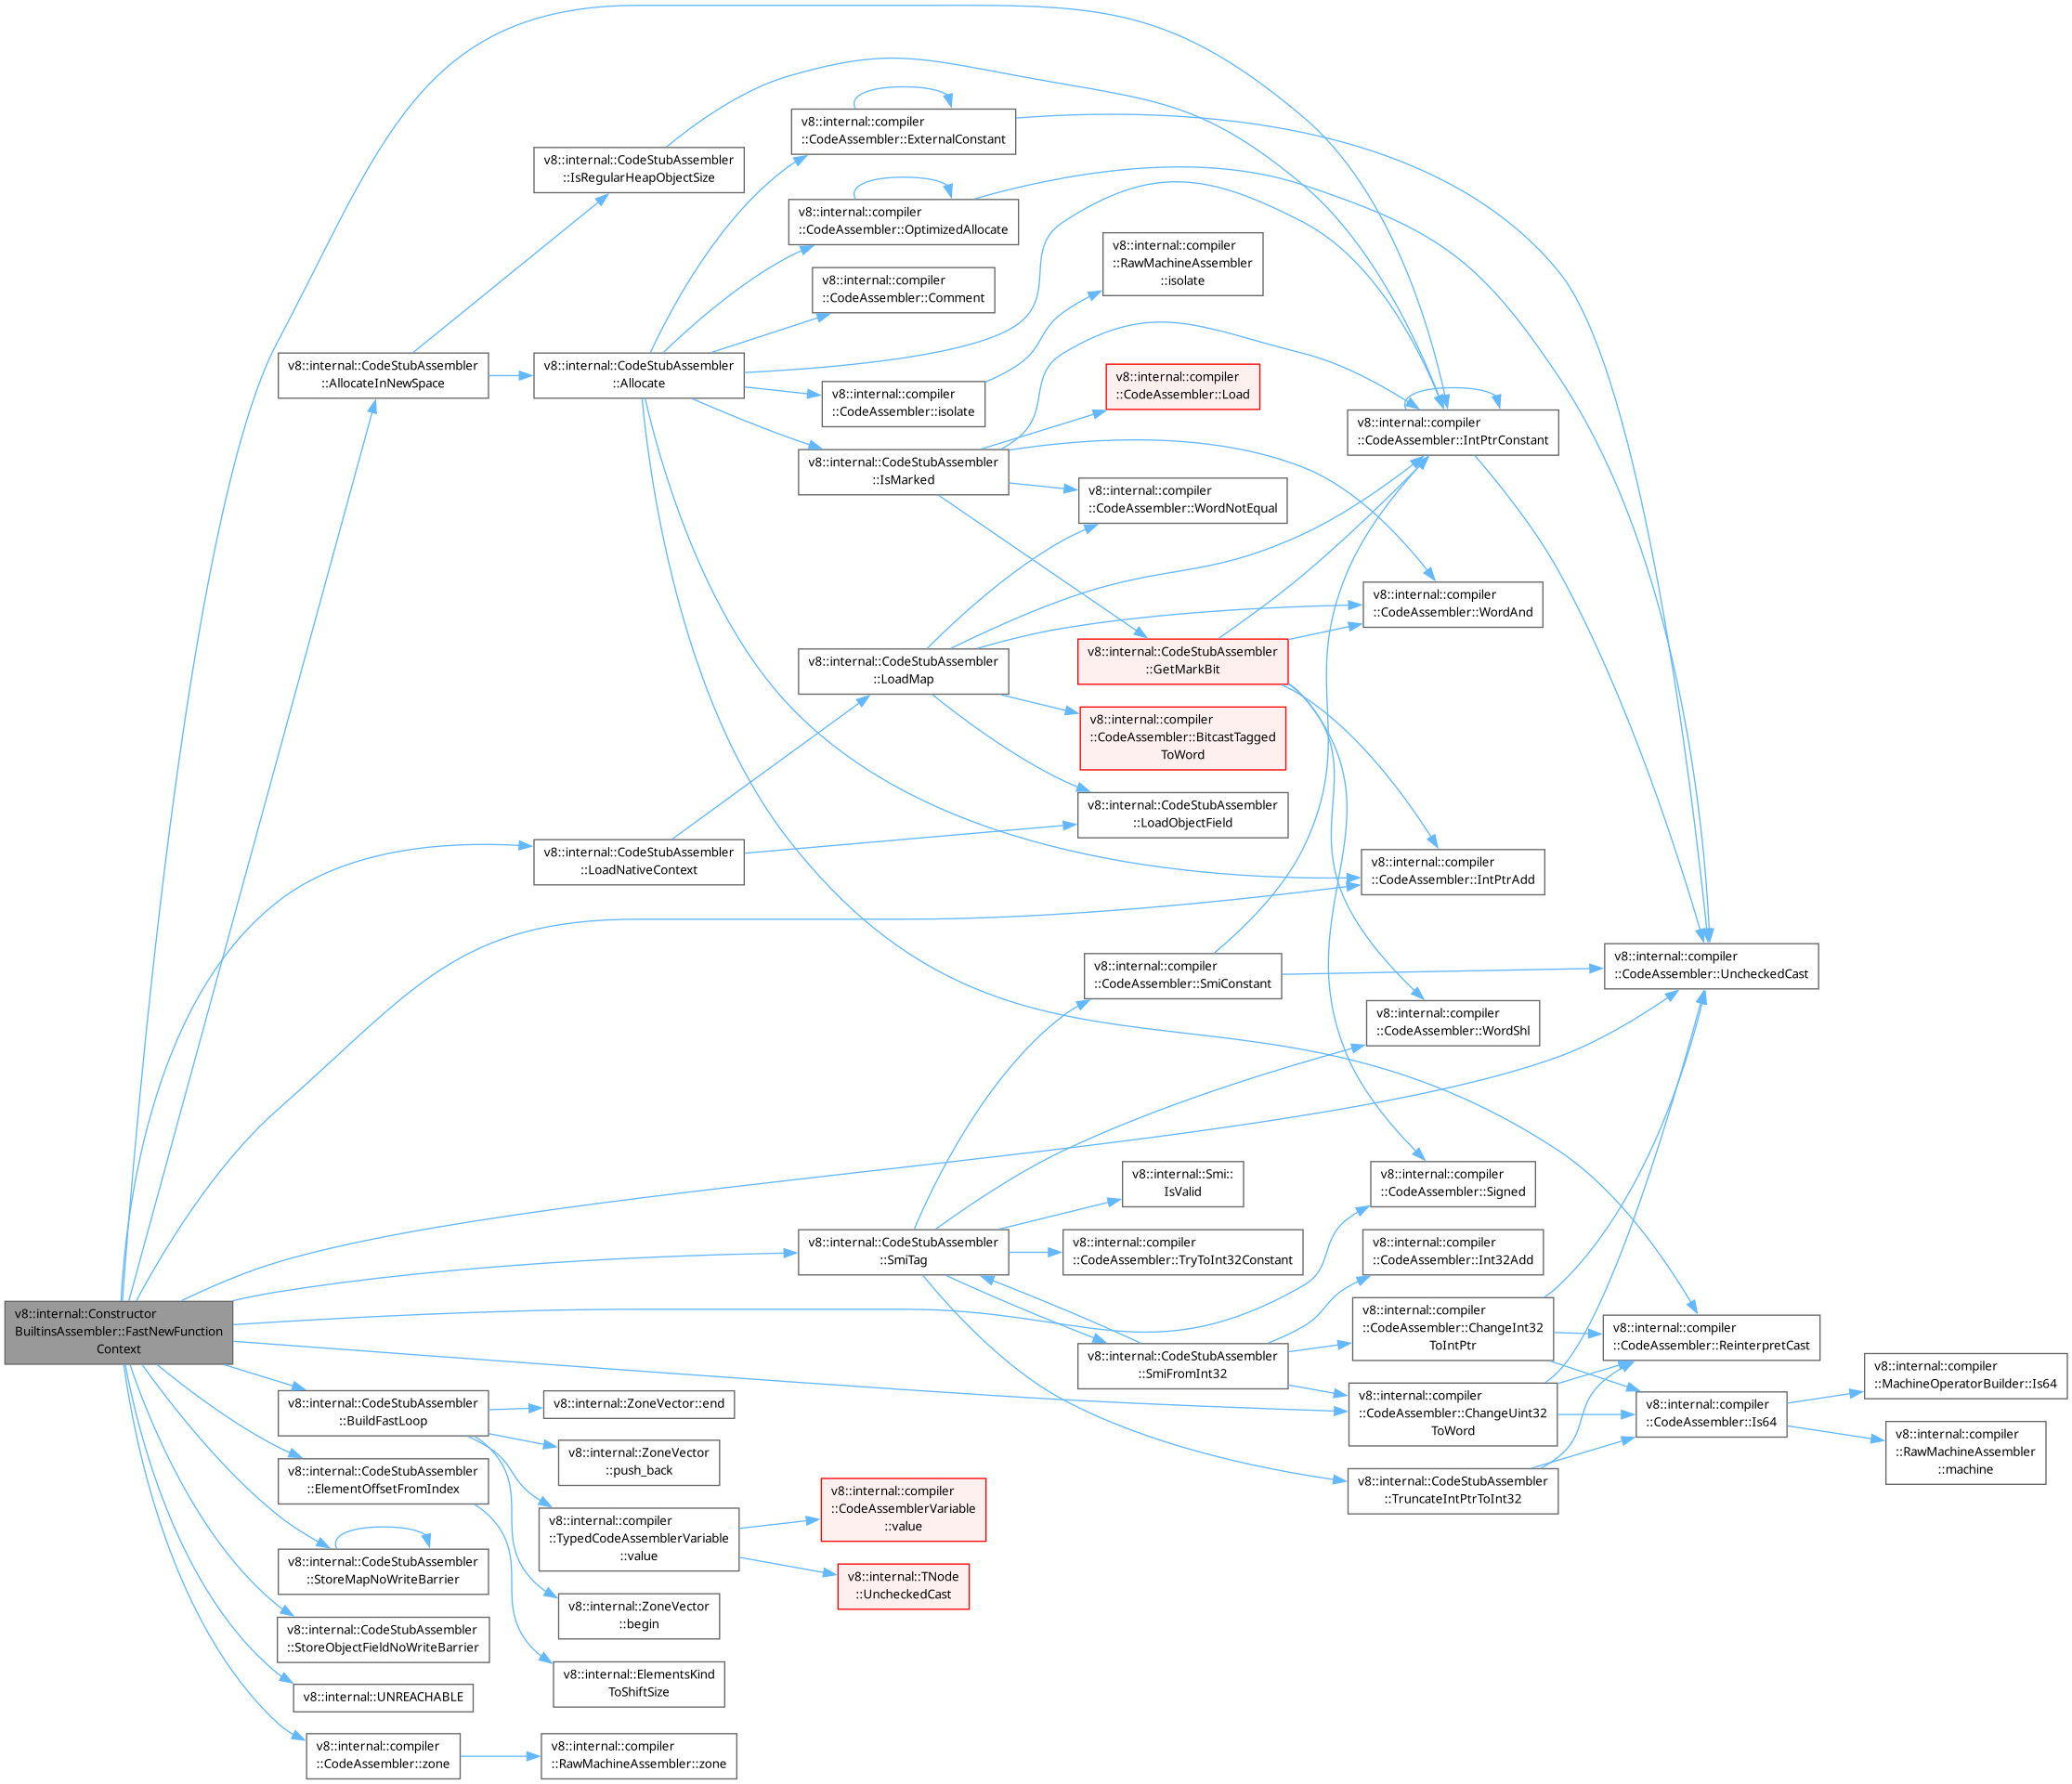 v8::internal::compiler
::CodeAssembler::ExternalConstant
v8::internal::CodeStubAssembler
::IsRegularHeapObjectSize
v8::internal::compiler
::CodeAssembler::OptimizedAllocate
v8::internal::compiler
::RawMachineAssembler
::isolate
v8::internal::compiler
::CodeAssembler::Comment
v8::internal::CodeStubAssembler
::AllocateInNewSpace
v8::internal::CodeStubAssembler
::Allocate
v8::internal::compiler
::CodeAssembler::isolate
v8::internal::compiler
::CodeAssembler::Load
v8::internal::compiler
::CodeAssembler::IntPtrConstant
v8::internal::CodeStubAssembler
::IsMarked
v8::internal::compiler
::CodeAssembler::WordNotEqual
v8::internal::compiler
::CodeAssembler::WordAnd
v8::internal::CodeStubAssembler
::LoadMap
v8::internal::CodeStubAssembler
::GetMarkBit
v8::internal::compiler
::CodeAssembler::BitcastTagged
ToWord
v8::internal::CodeStubAssembler
::LoadObjectField
v8::internal::CodeStubAssembler
::LoadNativeContext
v8::internal::compiler
::CodeAssembler::IntPtrAdd
v8::internal::compiler
::CodeAssembler::SmiConstant
v8::internal::compiler
::CodeAssembler::UncheckedCast
v8::internal::compiler
::CodeAssembler::WordShl
v8::internal::Smi::
IsValid
v8::internal::compiler
::CodeAssembler::Signed
v8::internal::CodeStubAssembler
::SmiTag
v8::internal::compiler
::CodeAssembler::TryToInt32Constant
v8::internal::compiler
::CodeAssembler::Int32Add
v8::internal::Constructor
BuiltinsAssembler::FastNewFunction
Context
v8::internal::compiler
::CodeAssembler::ChangeInt32
ToIntPtr
v8::internal::compiler
::CodeAssembler::ReinterpretCast
v8::internal::CodeStubAssembler
::SmiFromInt32
v8::internal::compiler
::MachineOperatorBuilder::Is64
v8::internal::CodeStubAssembler
::BuildFastLoop
v8::internal::ZoneVector::end
v8::internal::compiler
::CodeAssembler::ChangeUint32
ToWord
v8::internal::compiler
::CodeAssembler::Is64
v8::internal::compiler
::RawMachineAssembler
::machine
v8::internal::ZoneVector
::push_back
v8::internal::CodeStubAssembler
::ElementOffsetFromIndex
v8::internal::CodeStubAssembler
::TruncateIntPtrToInt32
v8::internal::compiler
::CodeAssemblerVariable
::value
v8::internal::compiler
::TypedCodeAssemblerVariable
::value
v8::internal::CodeStubAssembler
::StoreMapNoWriteBarrier
v8::internal::TNode
::UncheckedCast
v8::internal::ZoneVector
::begin
v8::internal::CodeStubAssembler
::StoreObjectFieldNoWriteBarrier
v8::internal::ElementsKind
ToShiftSize
v8::internal::UNREACHABLE
v8::internal::compiler
::CodeAssembler::zone
v8::internal::compiler
::RawMachineAssembler::zone